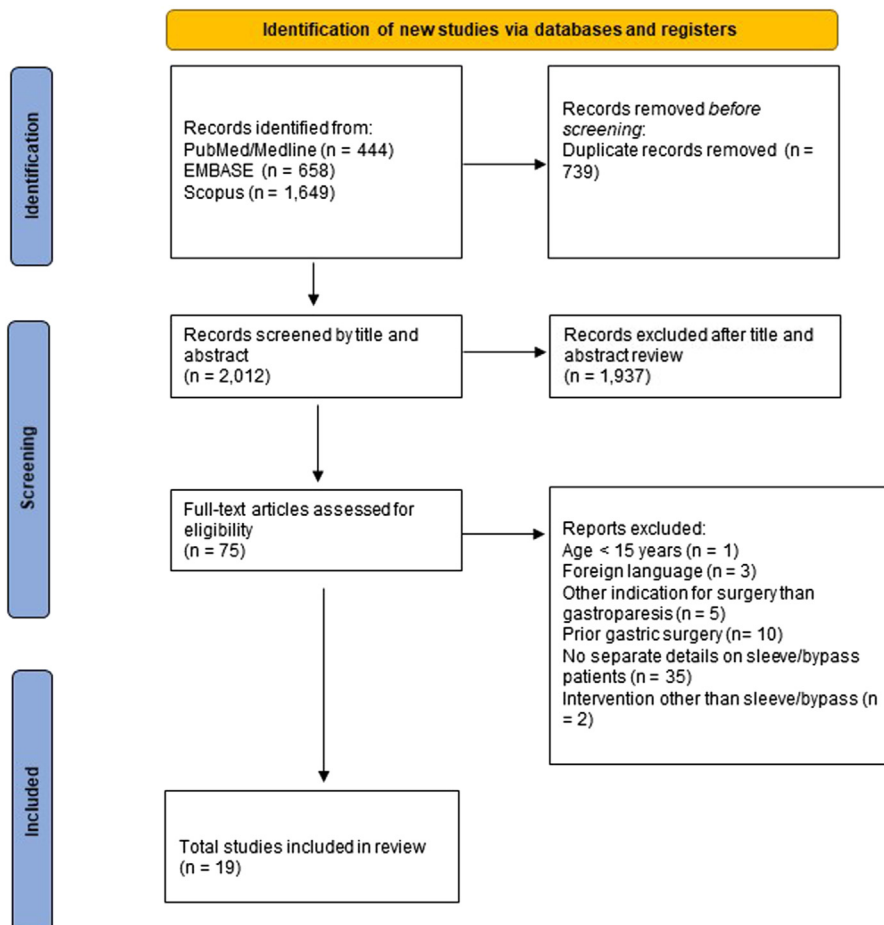 Identification of new studies via databases and registers
Identification
Records identified from:
PubMed/Medline (n = 444)
EMBASE (n = 658)
Scopus (n = 1,649)
Records removed before
screening:
Duplicate records removed (n =
739)
Screening
Records screened by title and
abstract
(n = 2,012)
Records excluded after title and
abstract review
(n = 1,937)
Full-text articles assessed for
eligibility
(n = 75)
Reports excluded:
Age < 15 years (n = 1)
Foreign language (n = 3)
Other indication for surgery than
gastroparesis (n = 5)
Prior gastric surgery (n= 10)
No separate details on sleeve/bypass
patients (n = 35)
Intervention other than sleeve/bypass (n
= 2)
Included
Total studies included in review
(n = 19)